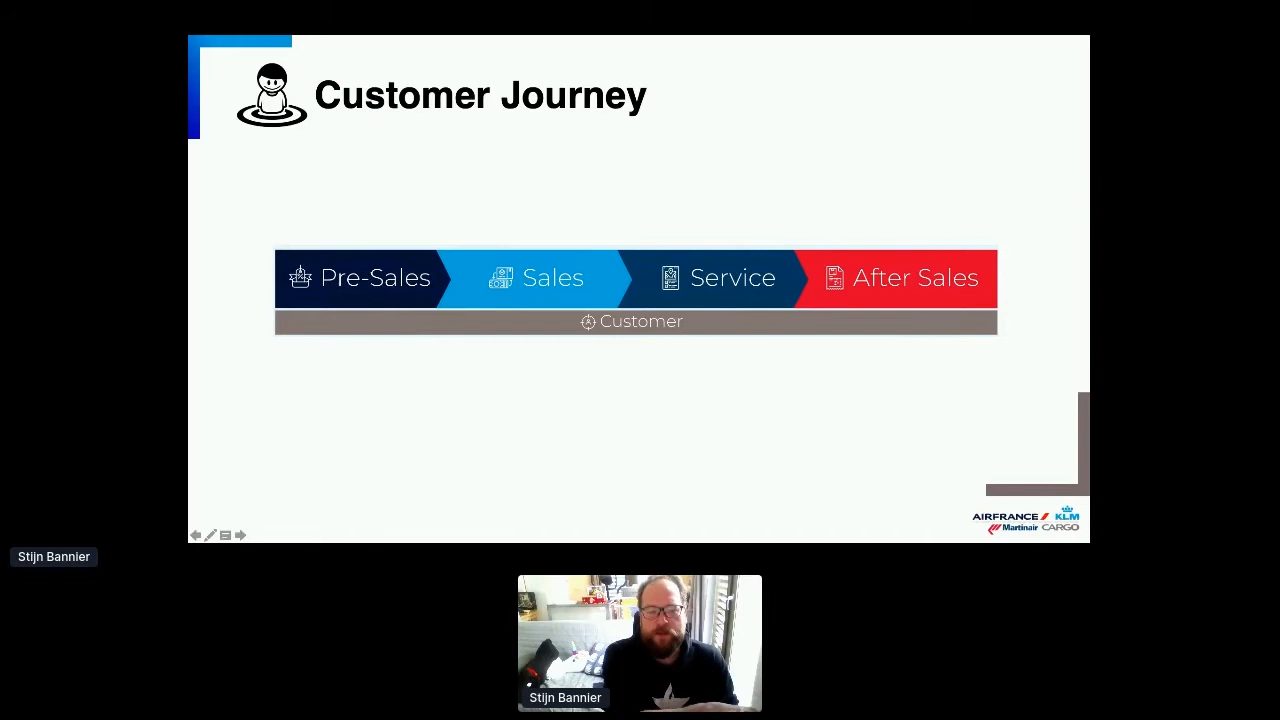 Customer Journey
Pre-Sales
Sales
Service
After Sales
Customer
AIRFRANCE KLM
Martinair CARGO
Stijn Bannier
Stijn Bannier